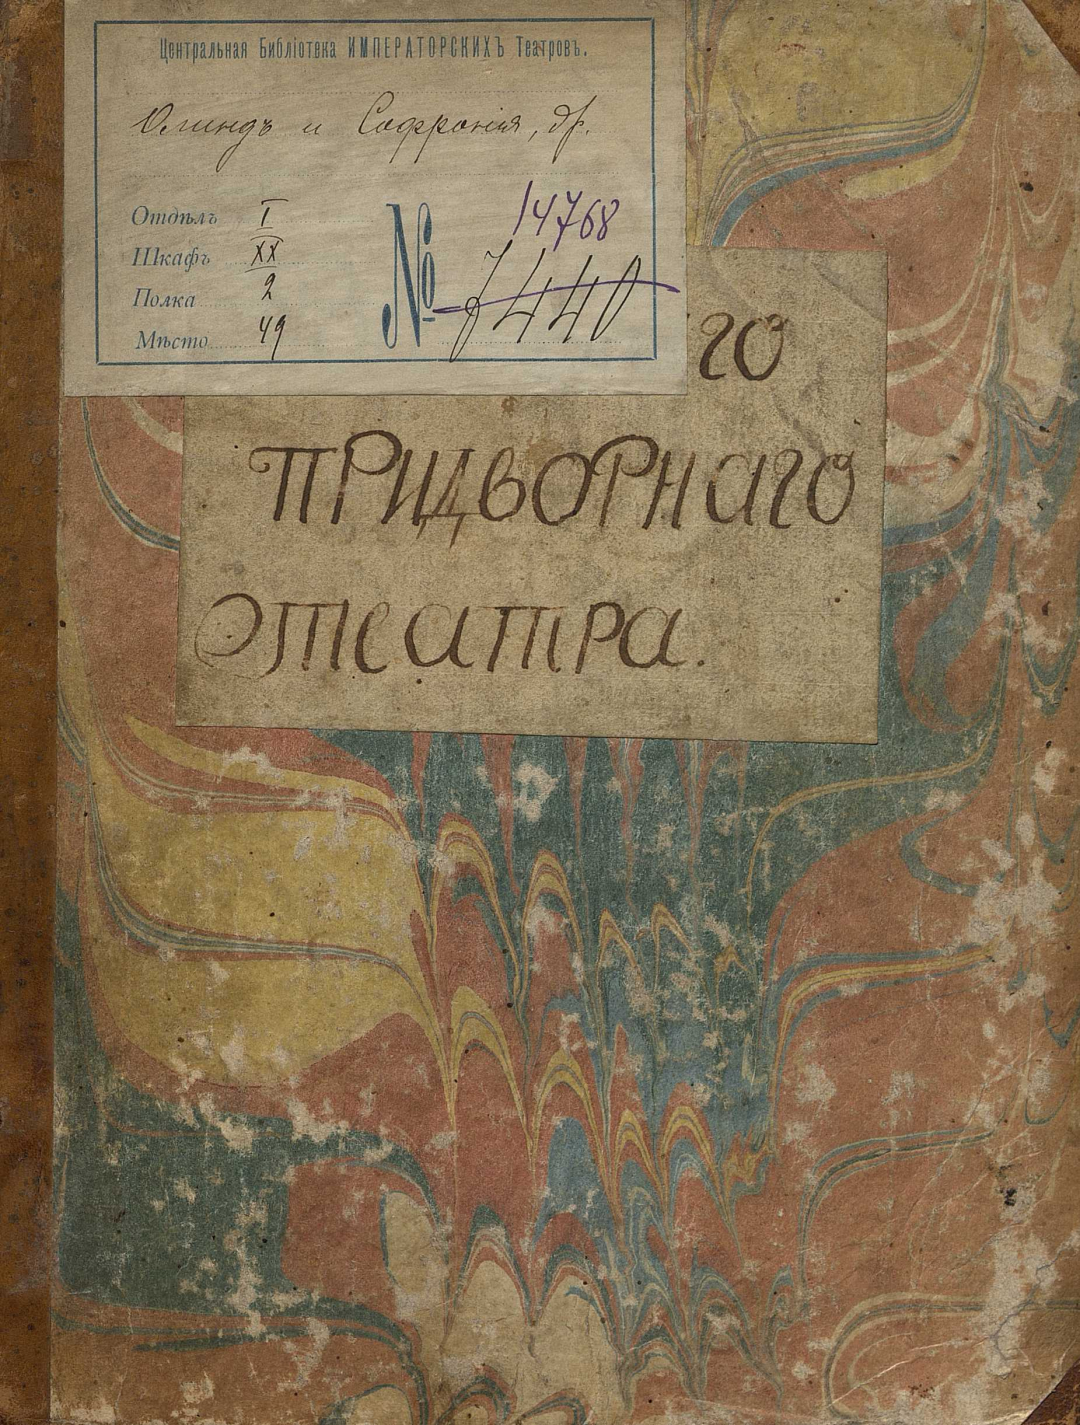 Центральная Библіотека ИМПЕРАТОРСКИХЪ Театровъ.
Олиндъ и Софронія, др.
Отдѣлъ I
Шкафъ XX
Полка 2
Мѣсто 49
№ 14768
7440
го
ПРИДВОРНАГО
ТЕАТРА.